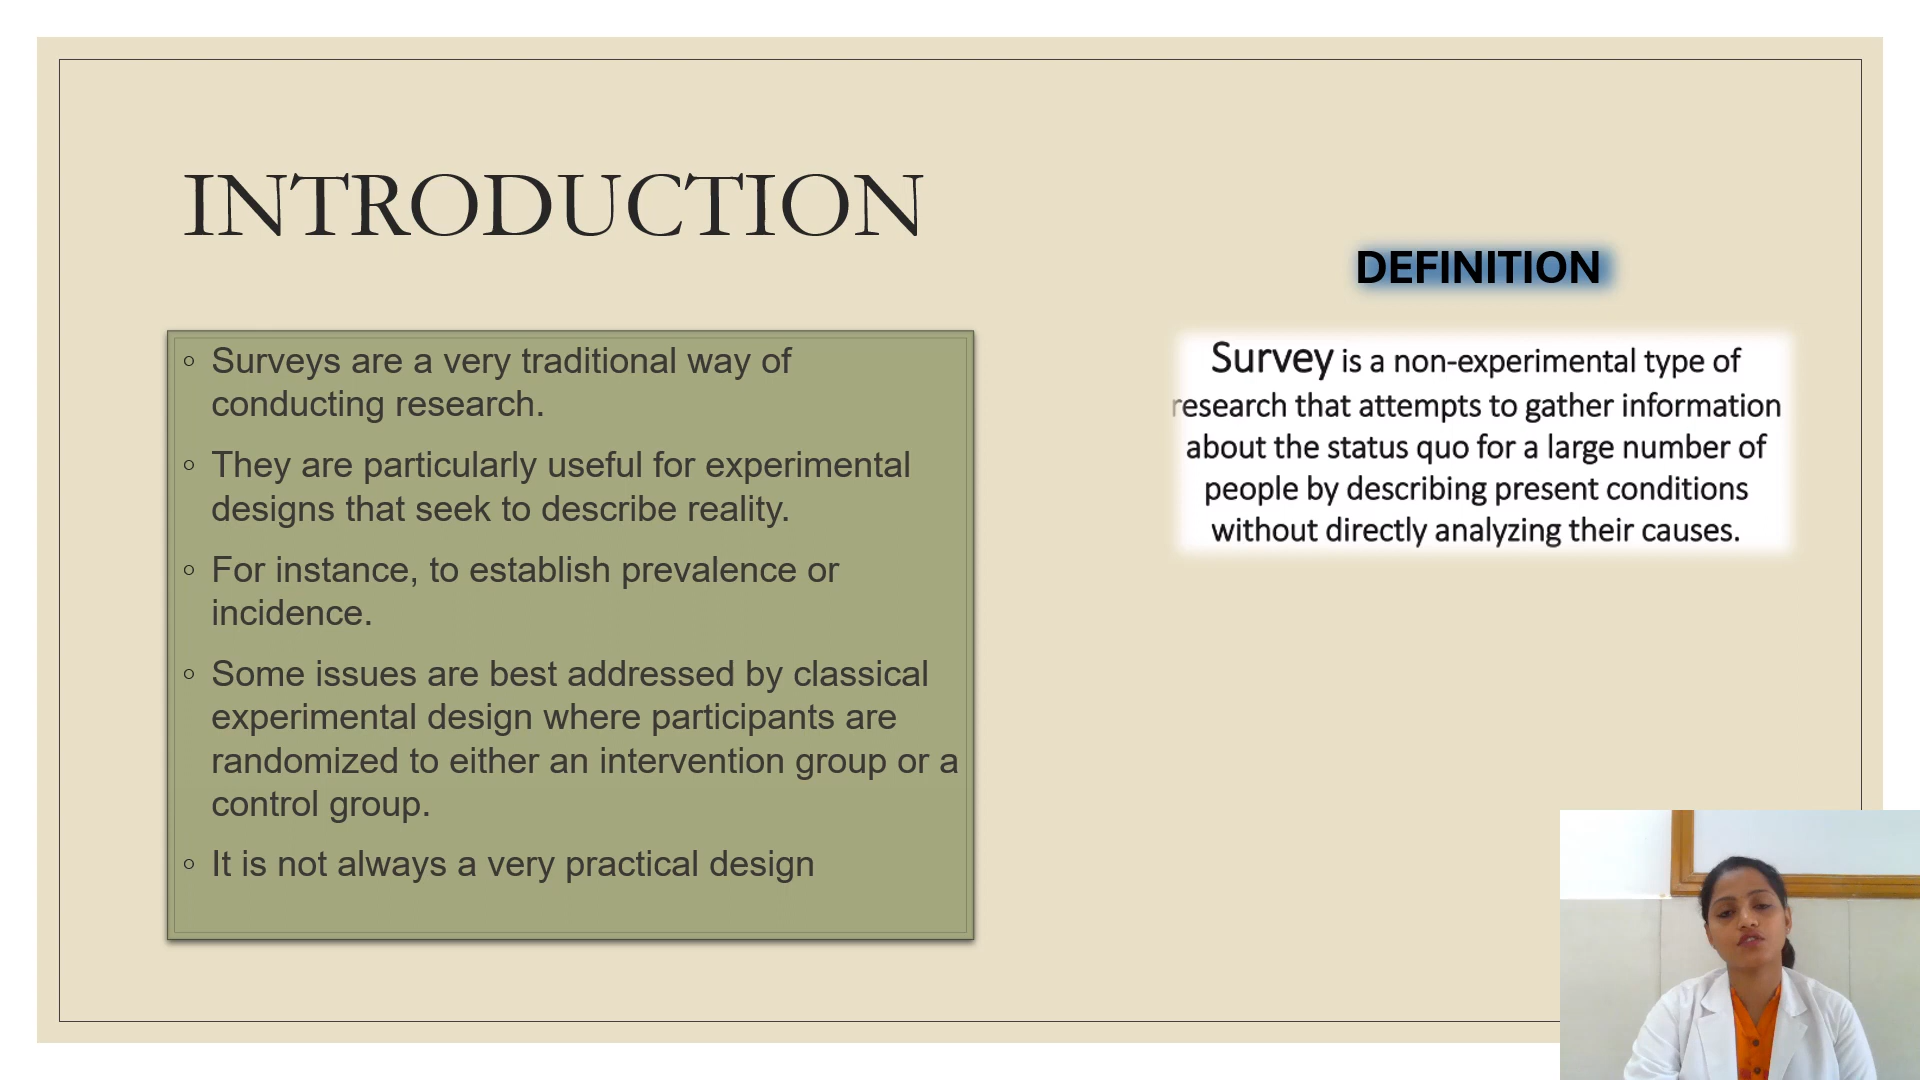 INTRODUCTION
◦ Surveys are a very traditional way of
conducting research.
◦ They are particularly useful for experimental
designs that seek to describe reality.
◦ For instance, to establish prevalence or
incidence.
◦ Some issues are best addressed by classical
experimental design where participants are
randomized to either an intervention group or a
control group.
◦ It is not always a very practical design
DEFINITION
Survey is a non-experimental type of
research that attempts to gather information
about the status quo for a large number of
people by describing present conditions
without directly analyzing their causes.